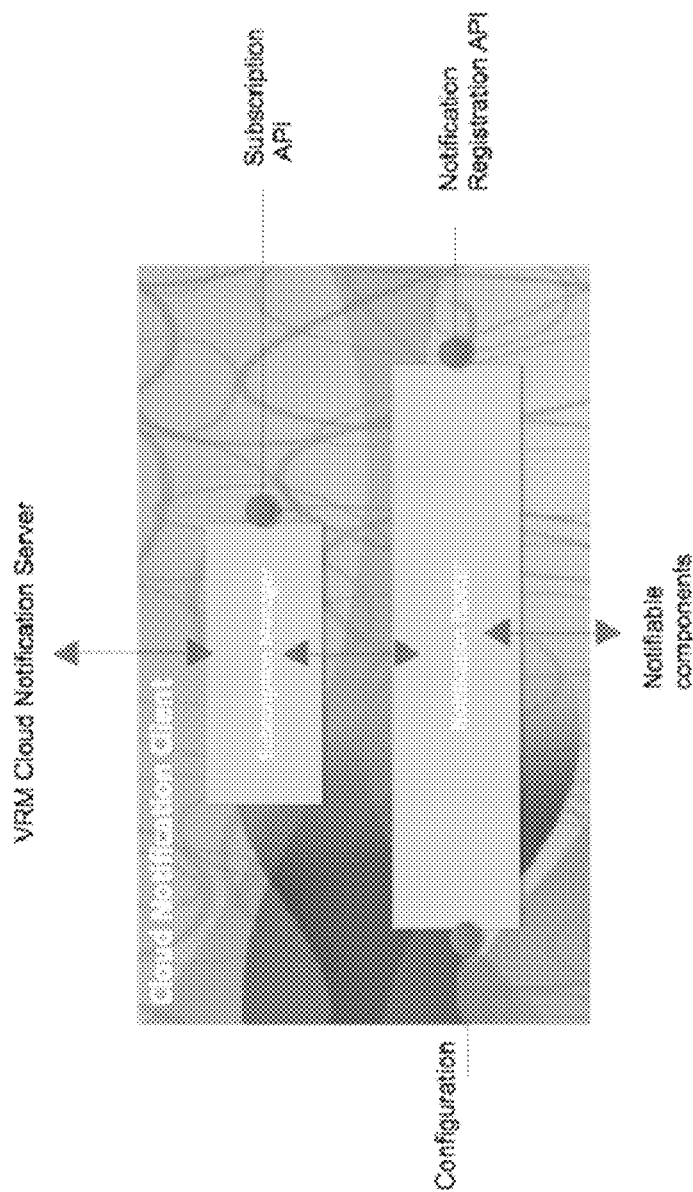 VRM Cloud Notification Server
Cloud Notification Client
Subscription
API
Notification
Registration API
Configuration
Notifiable
components